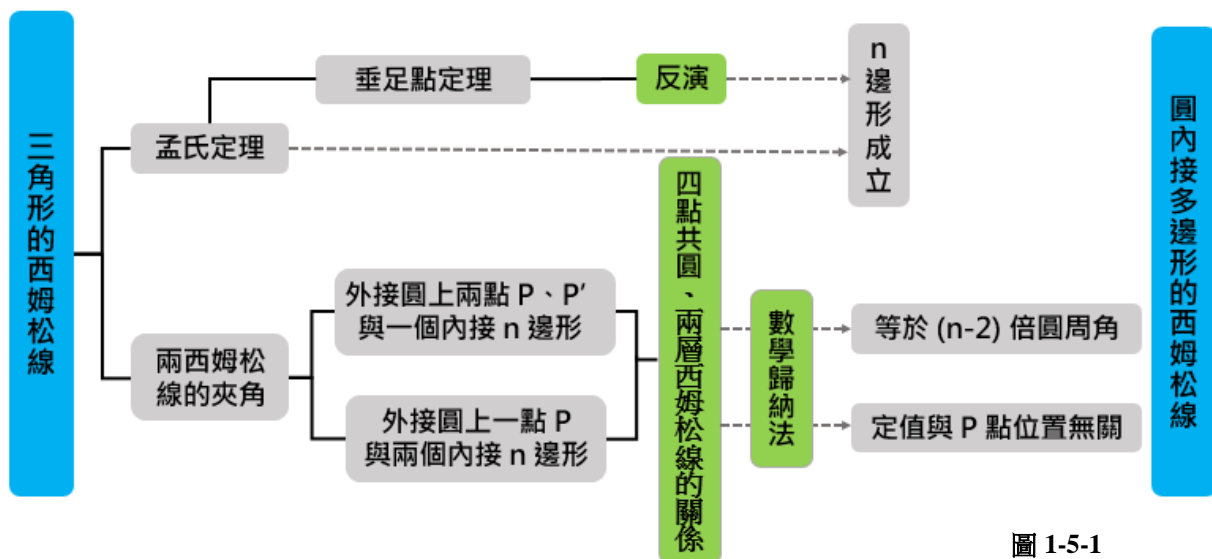 三角形的西姆松線
孟氏定理
垂足點定理
反演
n邊形成立
兩西姆松
線的夾角
外接圓上兩點 P、P’
與一個內接 n 邊形
外接圓上一點 P
與兩個內接 n 邊形
四點共圓、兩層西姆松線的關係
數學歸納法
等於 (n-2) 倍圓周角
定值與 P 點位置無關
圓內接多邊形的西姆松線
圖 1-5-1